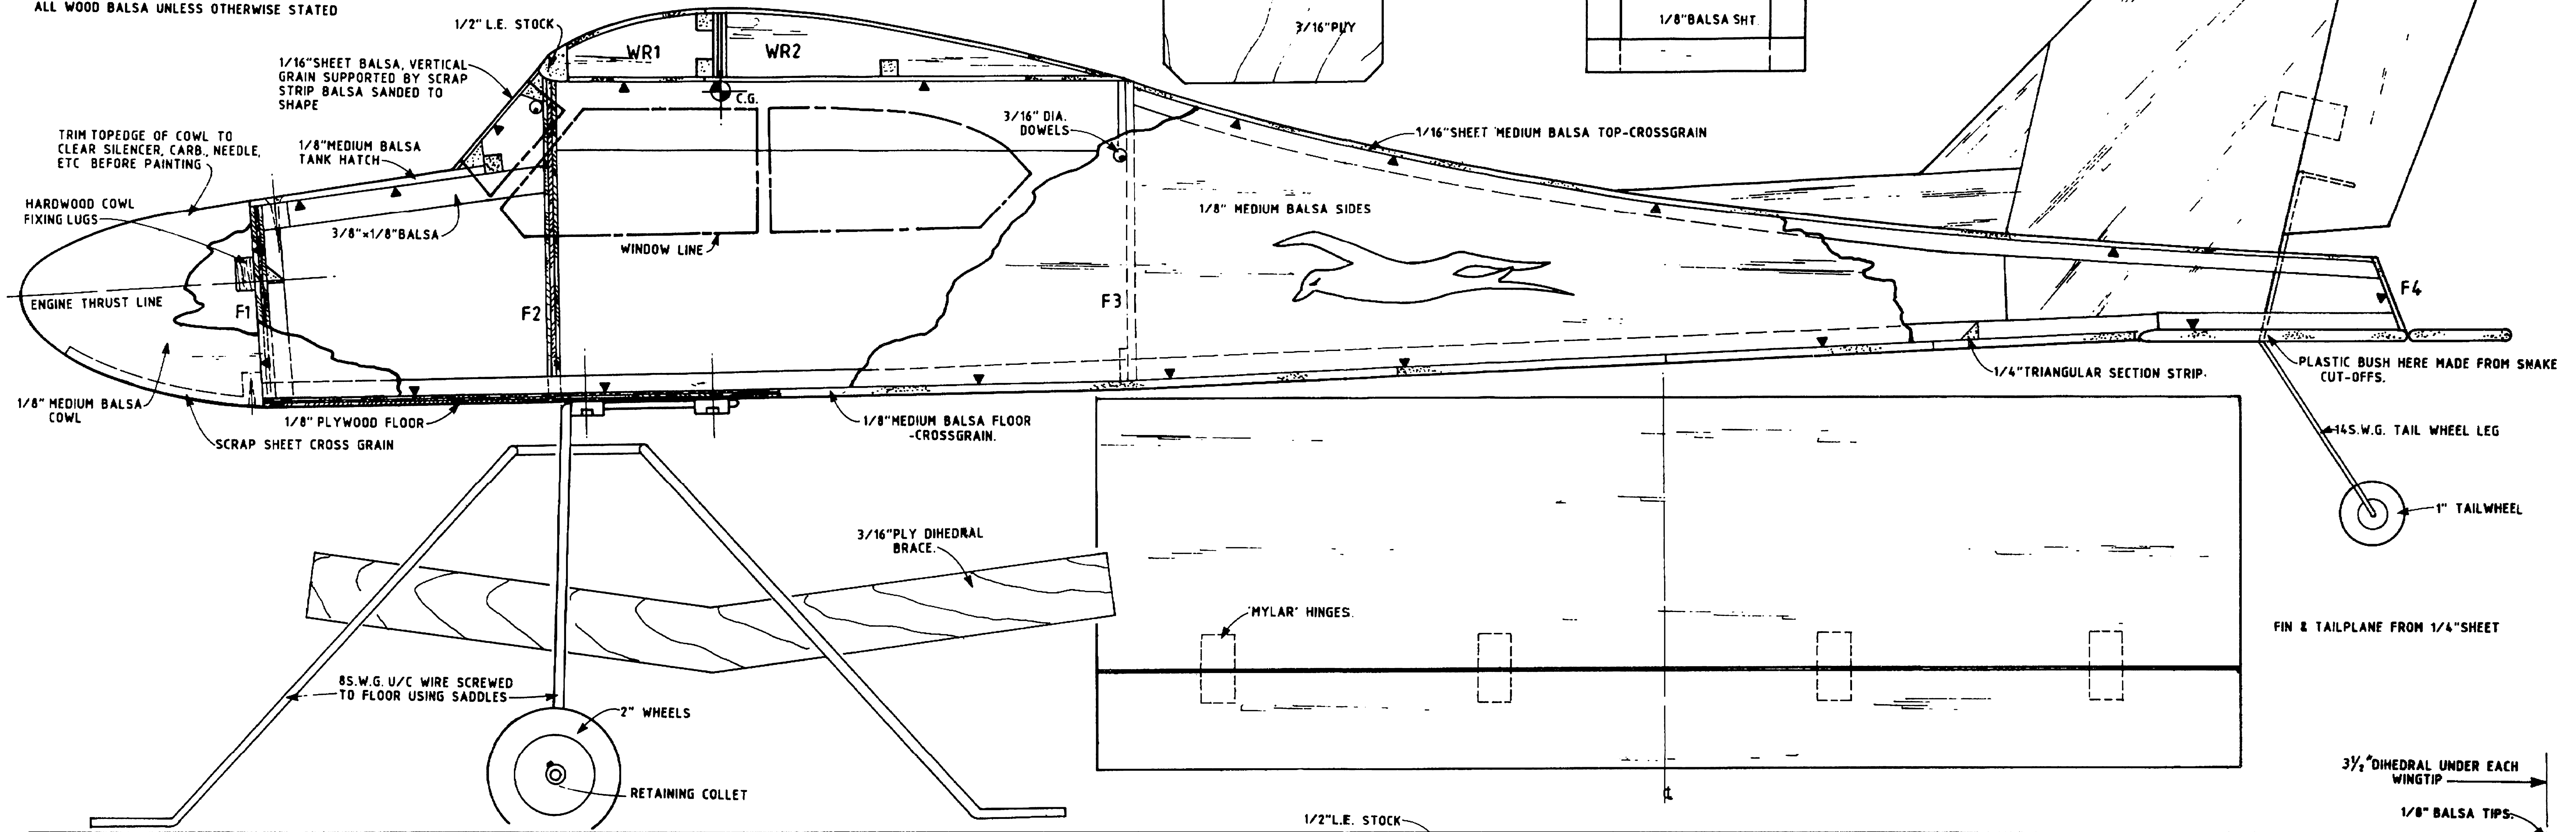 ALL WOOD BALSA UNLESS OTHERWISE STATED
1/2" L.E. STOCK
WR1
WR2
3/16" PLY
1/8" BALSA SHT.
1/16" SHEET BALSA, VERTICAL
GRAIN SUPPORTED BY SCRAP
STRIP BALSA SANDED TO
SHAPE
C.G.
3/16" DIA.
DOWELS
1/16" SHEET MEDIUM BALSA TOP-CROSSGRAIN
TRIM TOPEDGE OF COWL TO
CLEAR SILENCER, CARB., NEEDLE,
ETC BEFORE PAINTING
1/8" MEDIUM BALSA
TANK HATCH
HARDWOOD COWL
FIXING LUGS
3/8"×1/8" BALSA
WINDOW LINE
1/8" MEDIUM BALSA SIDES
ENGINE THRUST LINE
F1
F2
F3
F4
1/8" MEDIUM BALSA
COWL
1/8" PLYWOOD FLOOR
SCRAP SHEET CROSS GRAIN
1/8" MEDIUM BALSA FLOOR
-CROSSGRAIN.
1/4" TRIANGULAR SECTION STRIP.
PLASTIC BUSH HERE MADE FROM SNAKE
CUT-OFFS.
14 S.W.G. TAIL WHEEL LEG
1" TAILWHEEL
3/16" PLY DIHEDRAL
BRACE.
'MYLAR' HINGES.
FIN & TAILPLANE FROM 1/4" SHEET
8 S.W.G. U/C WIRE SCREWED
TO FLOOR USING SADDLES
2" WHEELS
RETAINING COLLET
℄
3 1/2" DIHEDRAL UNDER EACH
WINGTIP
1/8" BALSA TIPS.
1/2" L.E. STOCK